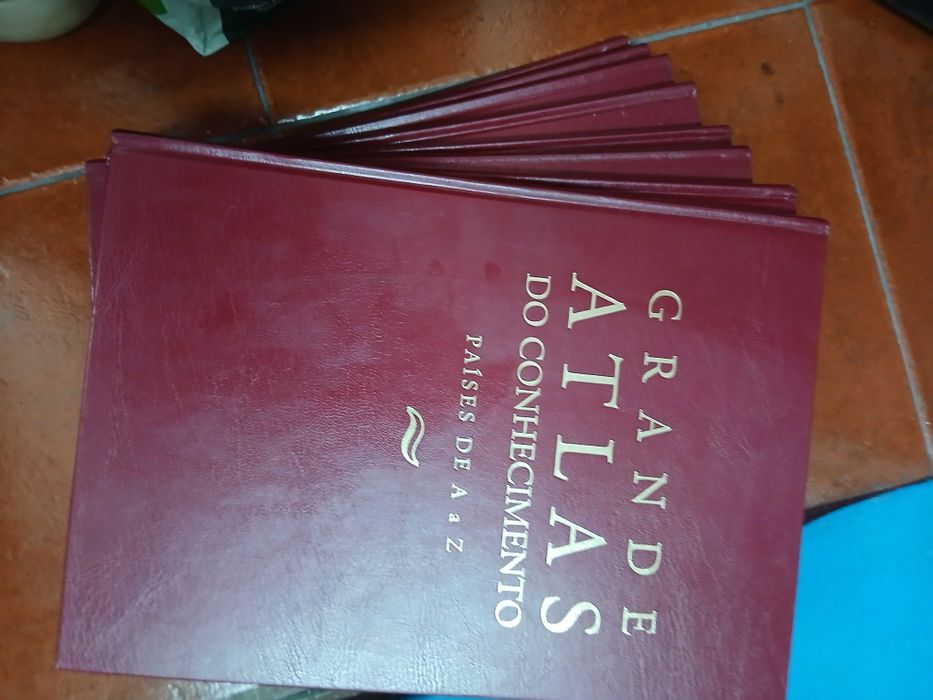 GRANDE
ATLAS
DO CONHECIMENTO
PAÍSES DE A a Z